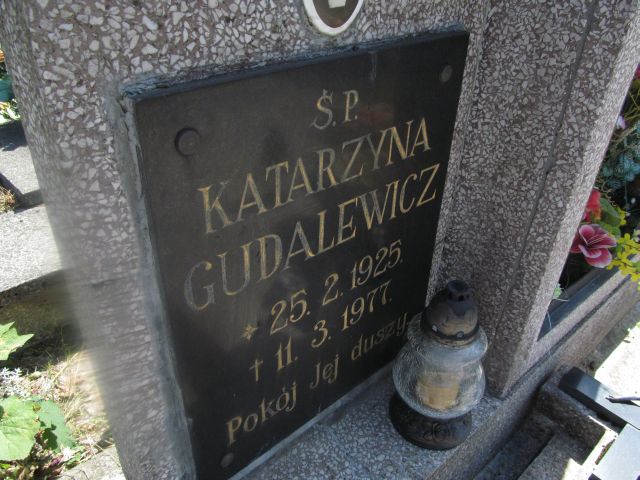 Ś.P.
KATARZYNA
GUDALEWICZ
* 25. 2. 1925.
† 11. 3. 1977.
Pokój Jej duszy